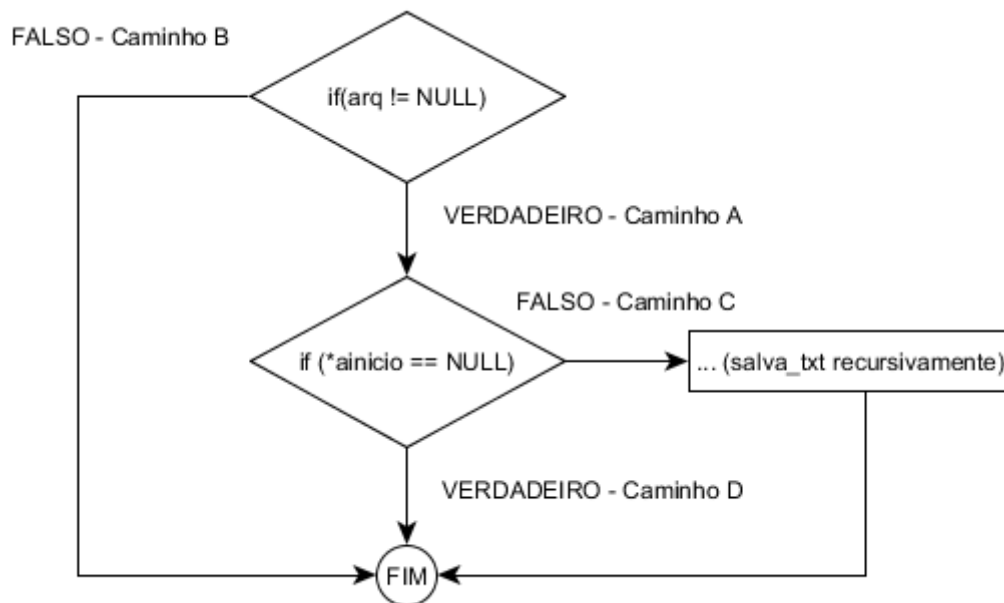 FALSO - Caminho B
if(arq != NULL)
VERDADEIRO - Caminho A
FALSO - Caminho C
if (*ainicio == NULL)
... (salva_txt recursivamente)
VERDADEIRO - Caminho D
FIM